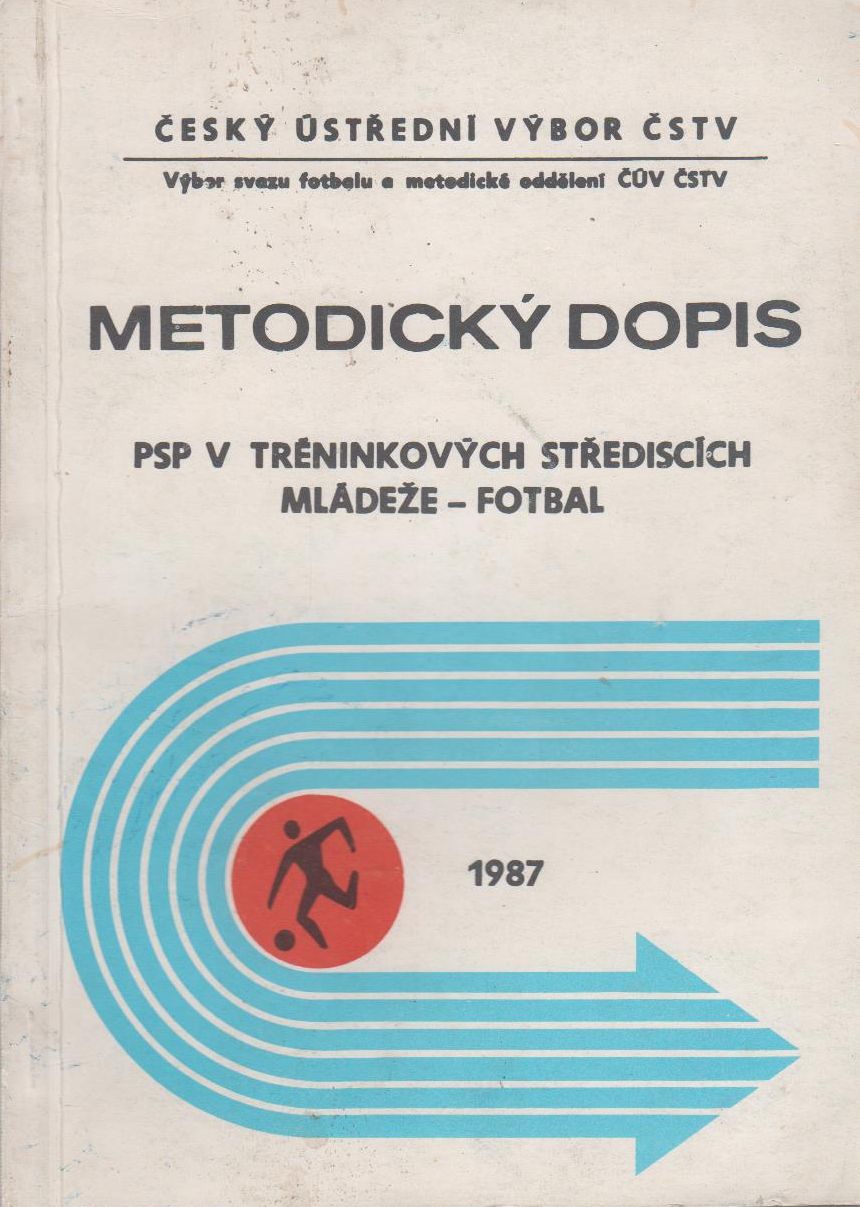 ČESKÝ ÚSTŘEDNÍ VÝBOR ČSTV
Výbor svazu fotbalu a metodické oddělení ČÚV ČSTV
METODICKÝ DOPIS
PSP V TRÉNINKOVÝCH STŘEDISCÍCH
MLÁDEŽE – FOTBAL
1987